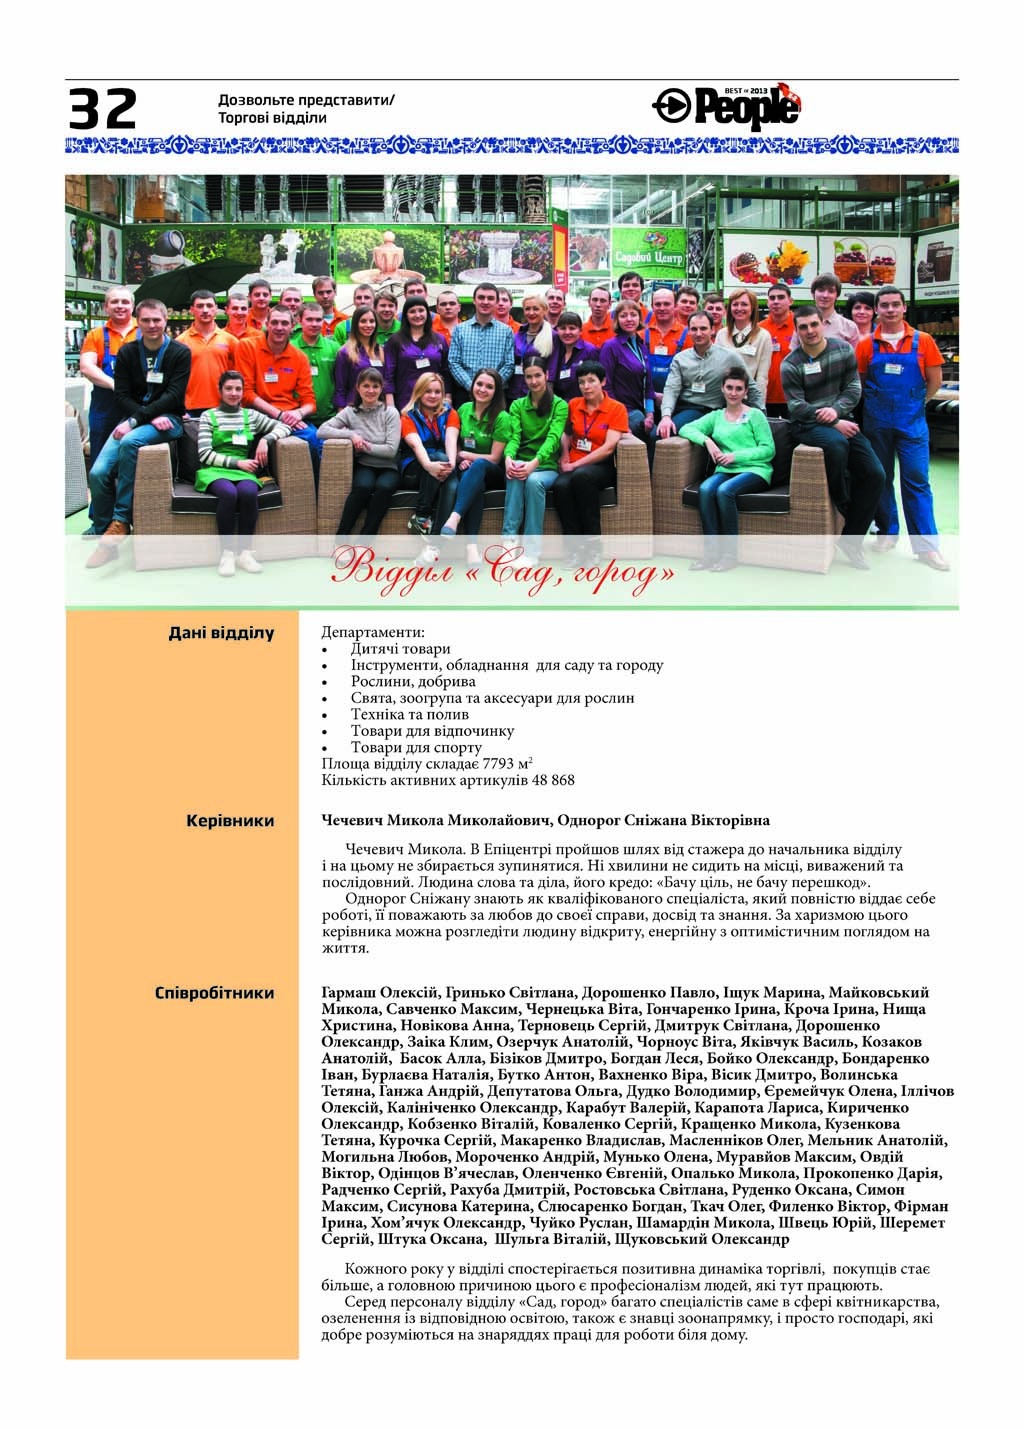 32
Дозвольте представити/
Торгові відділи
BEST OF 2013
People
Садовий Центр
Відділ «Сад, город»
Дані відділу
Департаменти:
• Дитячі товари
• Інструменти, обладнання для саду та городу
• Рослини, добрива
• Свята, зоогрупа та аксесуари для рослин
• Техніка та полив
• Товари для відпочинку
• Товари для спорту
Площа відділу складає 7793 м²
Кількість активних артикулів 48 868
Керівники
Чечевич Микола Миколайович, Однорог Сніжана Вікторівна
Чечевич Микола. В Епіцентрі пройшов шлях від стажера до начальника відділу
і на цьому не збирається зупинятися. Ні хвилини не сидить на місці, виважений та
послідовний. Людина слова та діла, його кредо: «Бачу ціль, не бачу перешкод».
Однорог Сніжану знають як кваліфікованого спеціаліста, який повністю віддає себе
роботі, її поважають за любов до своєї справи, досвід та знання. За харизмою цього
керівника можна розгледіти людину відкриту, енергійну з оптимістичним поглядом на
життя.
Співробітники
Гармаш Олексій, Гринько Світлана, Дорошенко Павло, Іщук Марина, Майковський
Микола, Савченко Максим, Чернецька Віта, Гончаренко Ірина, Кроча Ірина, Нища
Христина, Новікова Анна, Терновець Сергій, Дмитрук Світлана, Дорошенко
Олександр, Заіка Клим, Озерчук Анатолій, Чорноус Віта, Яківчук Василь, Козаков
Анатолій, Басок Алла, Бізіков Дмитро, Богдан Леся, Бойко Олександр, Бондаренко
Іван, Бурлаєва Наталія, Бутко Антон, Вахненко Віра, Вісик Дмитро, Волинська
Тетяна, Ганжа Андрій, Депутатова Ольга, Дудко Володимир, Єремейчук Олена, Іллічов
Олексій, Калініченко Олександр, Карабут Валерій, Карапота Лариса, Кириченко
Олександр, Кобзенко Віталій, Коваленко Сергій, Кращенко Микола, Кузенкова
Тетяна, Курочка Сергій, Макаренко Владислав, Масленніков Олег, Мельник Анатолій,
Могильна Любов, Мороченко Андрій, Мунько Олена, Муравйов Максим, Овдій
Віктор, Одінцов В’ячеслав, Оленченко Євгеній, Опалько Микола, Прокопенко Дарія,
Радченко Сергій, Рахуба Дмитрій, Ростовська Світлана, Руденко Оксана, Симон
Максим, Сисунова Катерина, Слюсаренко Богдан, Ткач Олег, Филенко Віктор, Фірман
Ірина, Хом’ячук Олександр, Чуйко Руслан, Шамардін Микола, Швець Юрій, Шеремет
Сергій, Штука Оксана, Шульга Віталій, Щуковський Олександр
Кожного року у відділі спостерігається позитивна динаміка торгівлі, покупців стає
більше, а головною причиною цього є професіоналізм людей, які тут працюють.
Серед персоналу відділу «Сад, город» багато спеціалістів саме в сфері квітникарства,
озеленення із відповідною освітою, також є знавці зоонапрямку, і просто господарі, які
добре розуміються на знаряддях праці для роботи біля дому.